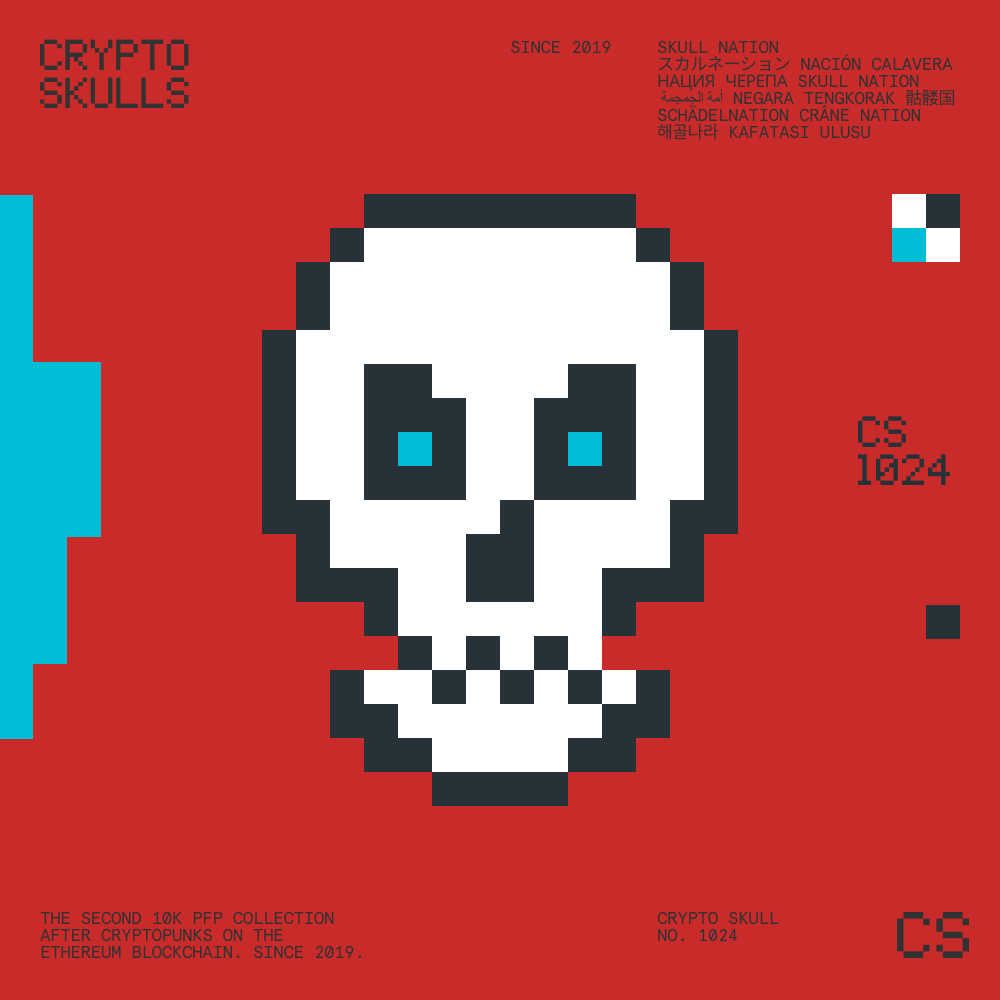 CRYPTO
SKULLS
SINCE 2019
SKULL NATION
スカルネーション NACIÓN CALAVERA
НАЦИЯ ЧЕРЕПА SKULL NATION
أمة الجمجمة NEGARA TENGKORAK 骷髅国
SCHÄDELNATION CRÂNE NATION
해골나라 KAFATASI ULUSU
CS
1024
THE SECOND 10K PFP COLLECTION
AFTER CRYPTOPUNKS ON THE
ETHEREUM BLOCKCHAIN. SINCE 2019.
CRYPTO SKULL
NO. 1024
CS